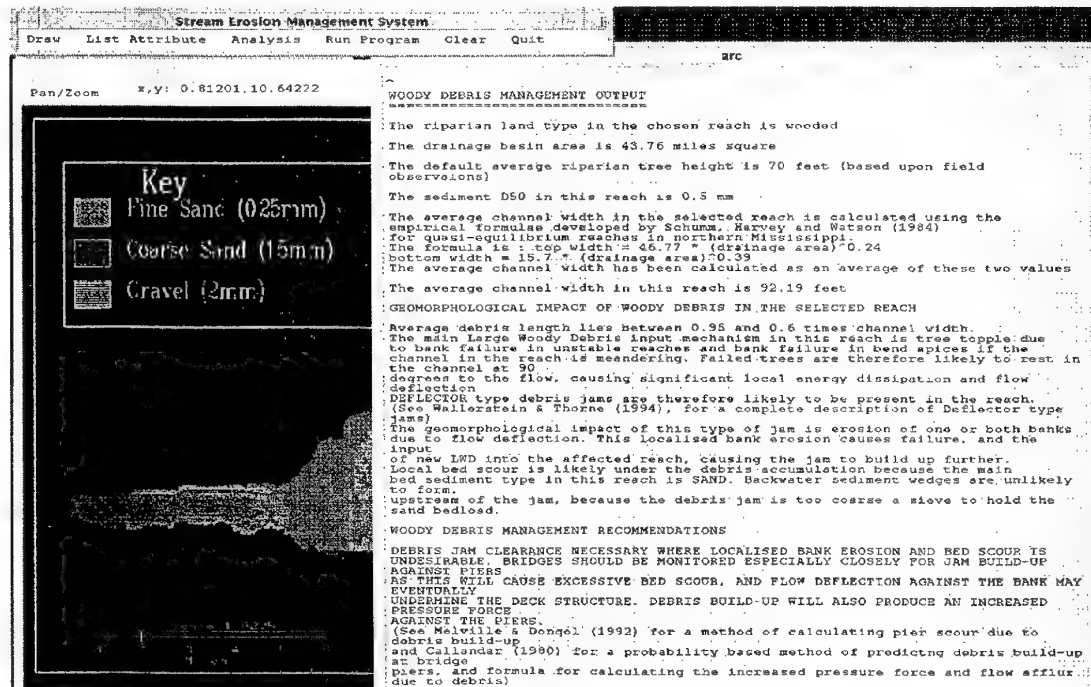 Stream Erosion Management System
Draw List Attribute Analysis Run Program Clear Quit
arc
Pan/Zoom x,y: 0.81201,10.64222
Key
Fine Sand (025mm)
Coarse Sand (15mm)
Gravel (2mm)
WOODY DEBRIS MANAGEMENT OUTPUT
The riparian land type in the chosen reach is wooded
The drainage basin area is 43.76 miles square
The default average riparian tree height is 70 feet (based upon field
observaions)
The sediment D50 in this reach is 0.5 mm
The average channel width in the selected reach is calculated using the
empirical formulae developed by Schumm, Harvey and Watson (1984)
for quasi-equilibrium reaches in northern Mississippi.
The formula is : top width = 46.77 * (drainage area)^0.24
bottom width = 15.7 * (drainage area)^0.39
The average channel width has been calculated as an average of these two values
The average channel width in this reach is 92.19 feet
GEOMORPHOLOGICAL IMPACT OF WOODY DEBRIS IN THE SELECTED REACH
Average debris length lies between 0.95 and 0.6 times channel width.
The main Large Woody Debris input mechanism in this reach is tree topple due
to bank failure in unstable reaches and bank failure in bend apices if the
channel in the reach is meandering. Failed trees are therefore likely to rest in
the channel at 90
degrees to the flow, causing significant local energy dissipation and flow
deflection
DEFLECTOR type debris jams are therefore likely to be present in the reach.
(See Wallerstein & Thorne (1994), for a complete description of Deflector type
jams)
The geomorphological impact of this type of jam is erosion of one or both banks
due to flow deflection. This localised bank erosion causes failure, and the
input
of new LWD into the affected reach, causing the jam to build up further.
Local bed scour is likely under the debris accumulation because the main
bed sediment type in this reach is SAND. Backwater sediment wedges are unlikely
to form.
upstream of the jam, because the debris jam is too coarse a sieve to hold the
sand bedload.
WOODY DEBRIS MANAGEMENT RECOMMENDATIONS
DEBRIS JAM CLEARANCE NECESSARY WHERE LOCALISED BANK EROSION AND BED SCOUR IS
UNDESIRABLE. BRIDGES SHOULD BE MONITORED ESPECIALLY CLOSELY FOR JAM BUILD-UP
AGAINST PIERS
AS THIS WILL CAUSE EXCESSIVE BED SCOUR, AND FLOW DEFLECTION AGAINST THE BANK MAY
EVENTUALLY
UNDERMINE THE DECK STRUCTURE. DEBRIS BUILD-UP WILL ALSO PRODUCE AN INCREASED
PRESSURE FORCE
AGAINST THE PIERS.
(See Melville & Dongol (1992) for a method of calculating pier scour due to
debris build-up
and Callandar (1980) for a probability based method of predictng debris build-up
at bridge
piers, and formula for calculating the increased pressure force and flow afflur
due to debris)